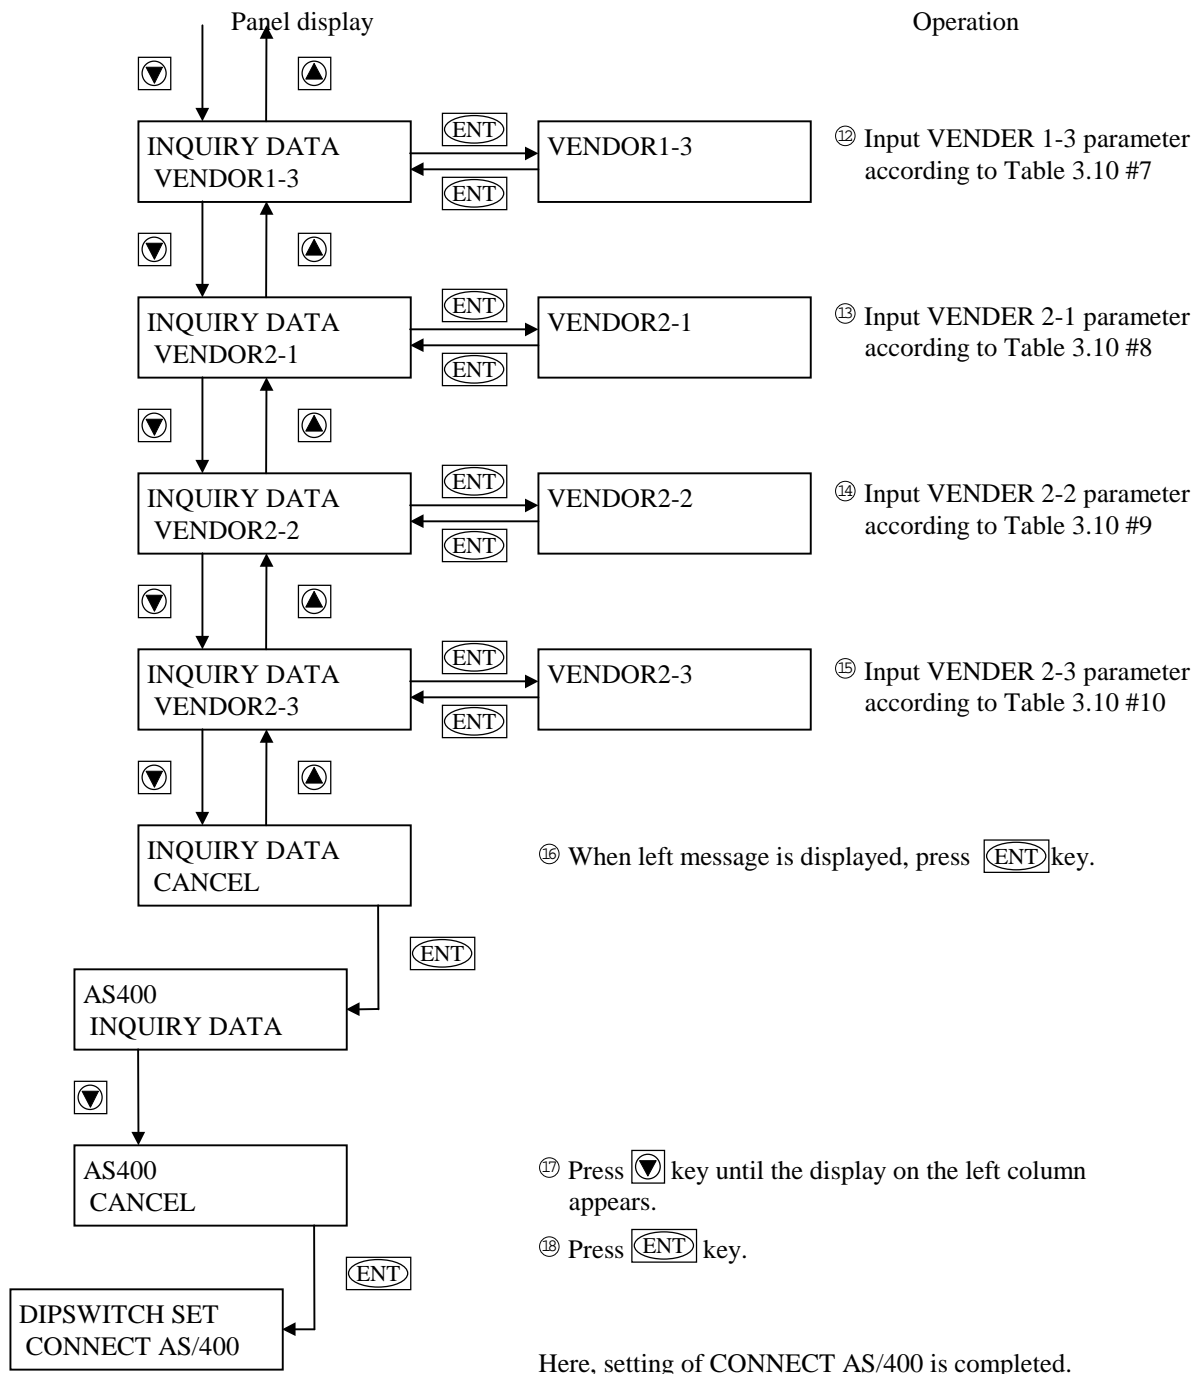 Panel display
Operation
INQUIRY DATA
VENDOR1-3
ENT
ENT
VENDOR1-3
⑫ Input VENDER 1-3 parameter
according to Table 3.10 #7
INQUIRY DATA
VENDOR2-1
ENT
ENT
VENDOR2-1
⑬ Input VENDER 2-1 parameter
according to Table 3.10 #8
INQUIRY DATA
VENDOR2-2
ENT
ENT
VENDOR2-2
⑭ Input VENDER 2-2 parameter
according to Table 3.10 #9
INQUIRY DATA
VENDOR2-3
ENT
ENT
VENDOR2-3
⑮ Input VENDER 2-3 parameter
according to Table 3.10 #10
INQUIRY DATA
CANCEL
⑯ When left message is displayed, press ENT key.
ENT
AS400
INQUIRY DATA
AS400
CANCEL
⑰ Press ▼ key until the display on the left column
appears.
⑱ Press ENT key.
ENT
DIPSWITCH SET
CONNECT AS/400
Here, setting of CONNECT AS/400 is completed.